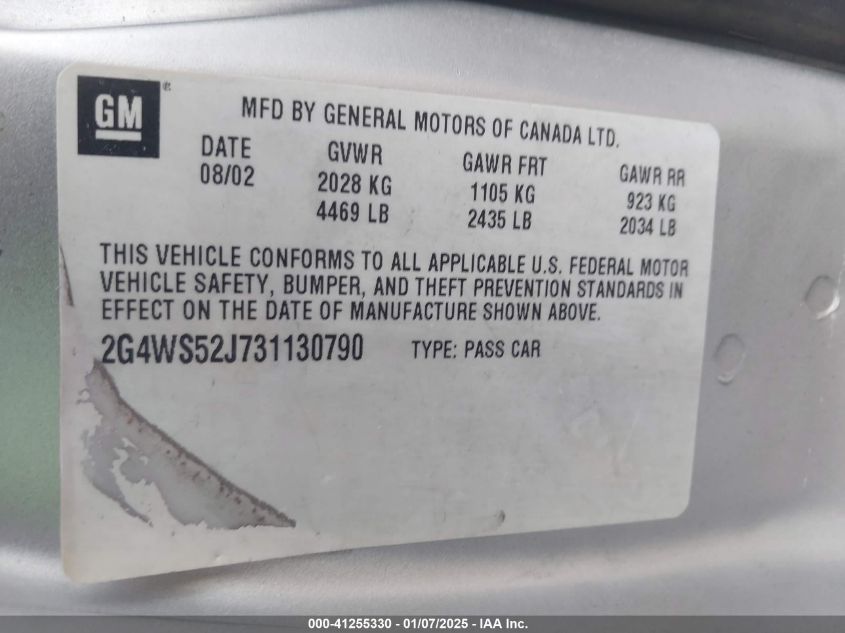 GM ®
MFD BY GENERAL MOTORS OF CANADA LTD.
DATE GVWR GAWR FRT GAWR RR
08/02 2028 KG 1105 KG 923 KG
4469 LB 2435 LB 2034 LB
THIS VEHICLE CONFORMS TO ALL APPLICABLE U.S. FEDERAL MOTOR
VEHICLE SAFETY, BUMPER, AND THEFT PREVENTION STANDARDS IN
EFFECT ON THE DATE OF MANUFACTURE SHOWN ABOVE.
2G4WS52J731130790 TYPE: PASS CAR
000-41255330 - 01/07/2025 - IAA Inc.